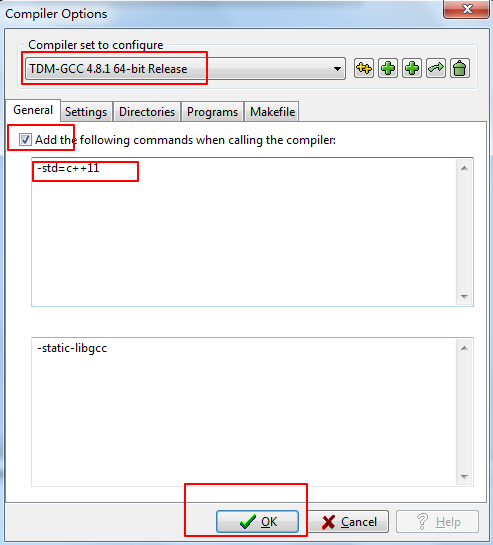 Compiler Options
Compiler set to configure
TDM-GCC 4.8.1 64-bit Release
General Settings Directories Programs Makefile
Add the following commands when calling the compiler:
-std=c++11
-static-libgcc
OK Cancel Help